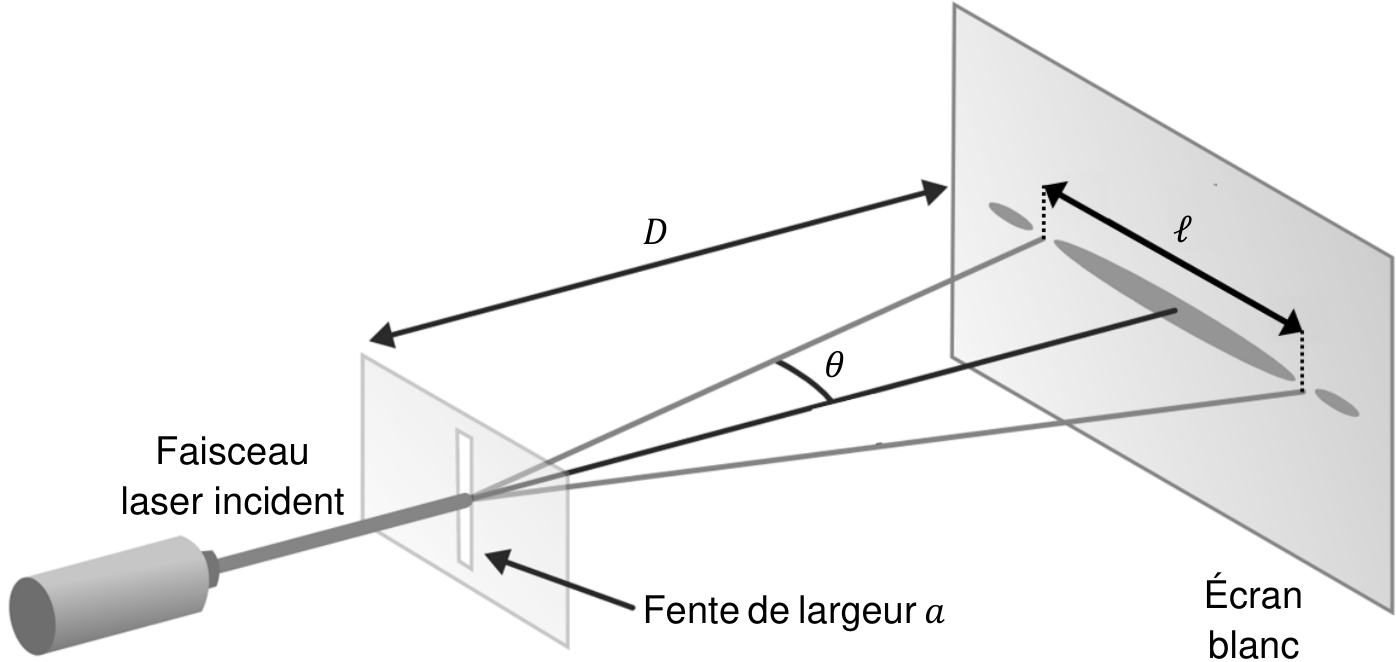 D
ℓ
θ
Faisceau
laser incident
Fente de largeur a
Écran
blanc